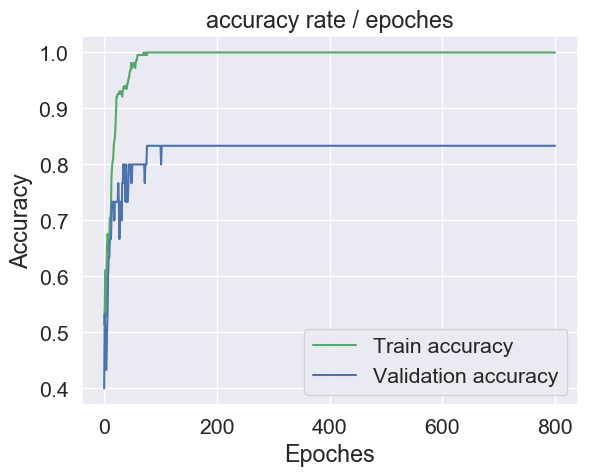 accuracy rate / epoches
1.0
0.9
0.8
0.7
0.6
0.5
0.4
Accuracy
Train accuracy
Validation accuracy
0 200 400 600 800
Epoches